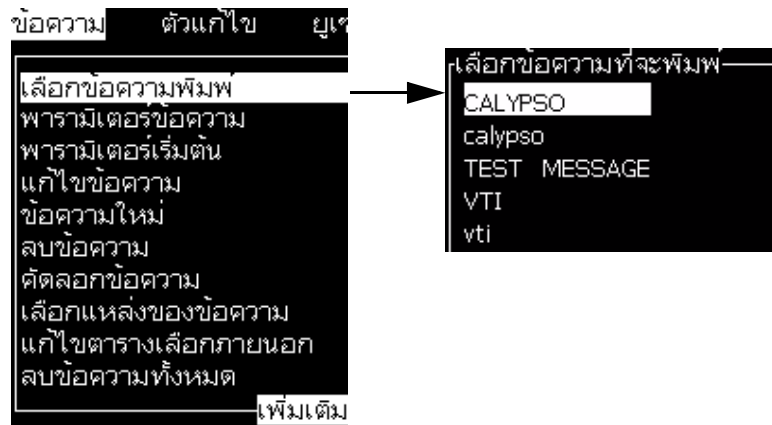 ข้อความ ตัวแก้ไข
เลือกข้อความพิมพ์
พารามิเตอร์ข้อความ
พารามิเตอร์เริ่มต้น
แก้ไขข้อความ
ข้อความใหม่
ลบข้อความ
คัดลอกข้อความ
เลือกแหล่งของข้อความ
แก้ไขตารางเลือกภายนอก
ลบข้อความทั้งหมด
เพิ่มเติม
เลือกข้อความที่จะพิมพ์
CALYPSO
calypso
TEST MESSAGE
VTI
vti